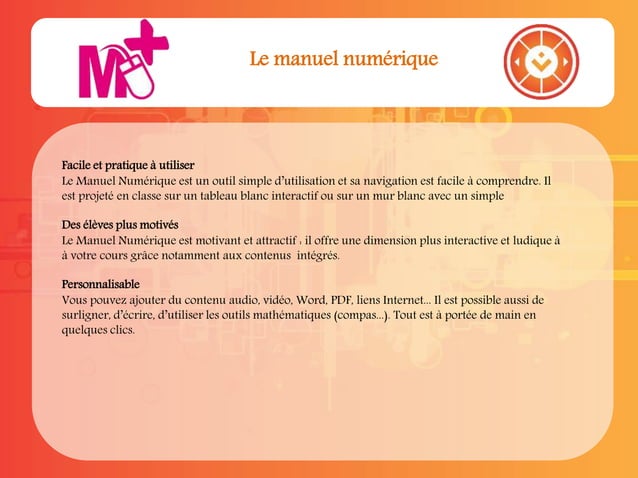 M+
Le manuel numérique
Facile et pratique à utiliser
Le Manuel Numérique est un outil simple d'utilisation et sa navigation est facile à comprendre. Il
est projeté en classe sur un tableau blanc interactif ou sur un mur blanc avec un simple
Des élèves plus motivés
Le Manuel Numérique est motivant et attractif : il offre une dimension plus interactive et ludique à
à votre cours grâce notamment aux contenus intégrés.
Personnalisable
Vous pouvez ajouter du contenu audio, vidéo, Word, PDF, liens Internet... Il est possible aussi de
surligner, d'écrire, d'utiliser les outils mathématiques (compas...). Tout est à portée de main en
quelques clics.